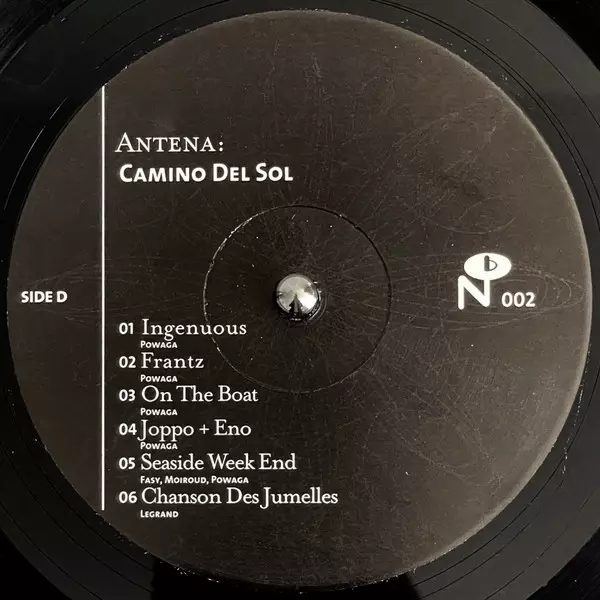 ANTENA:
CAMINO DEL SOL
SIDE D
N 002
01 Ingenuous
POWAGA
02 Frantz
POWAGA
03 On The Boat
POWAGA
04 Joppo + Eno
POWAGA
05 Seaside Week End
FASY, MOIROUD, POWAGA
06 Chanson Des Jumelles
LEGRAND